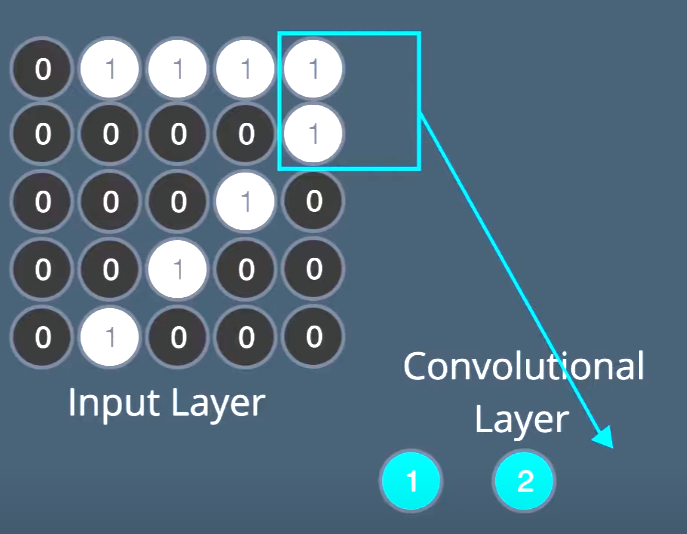 0 1 1 1 1
0 0 0 0 1
0 0 0 1 0
0 0 1 0 0
0 1 0 0 0
Input Layer
Convolutional
Layer
1 2